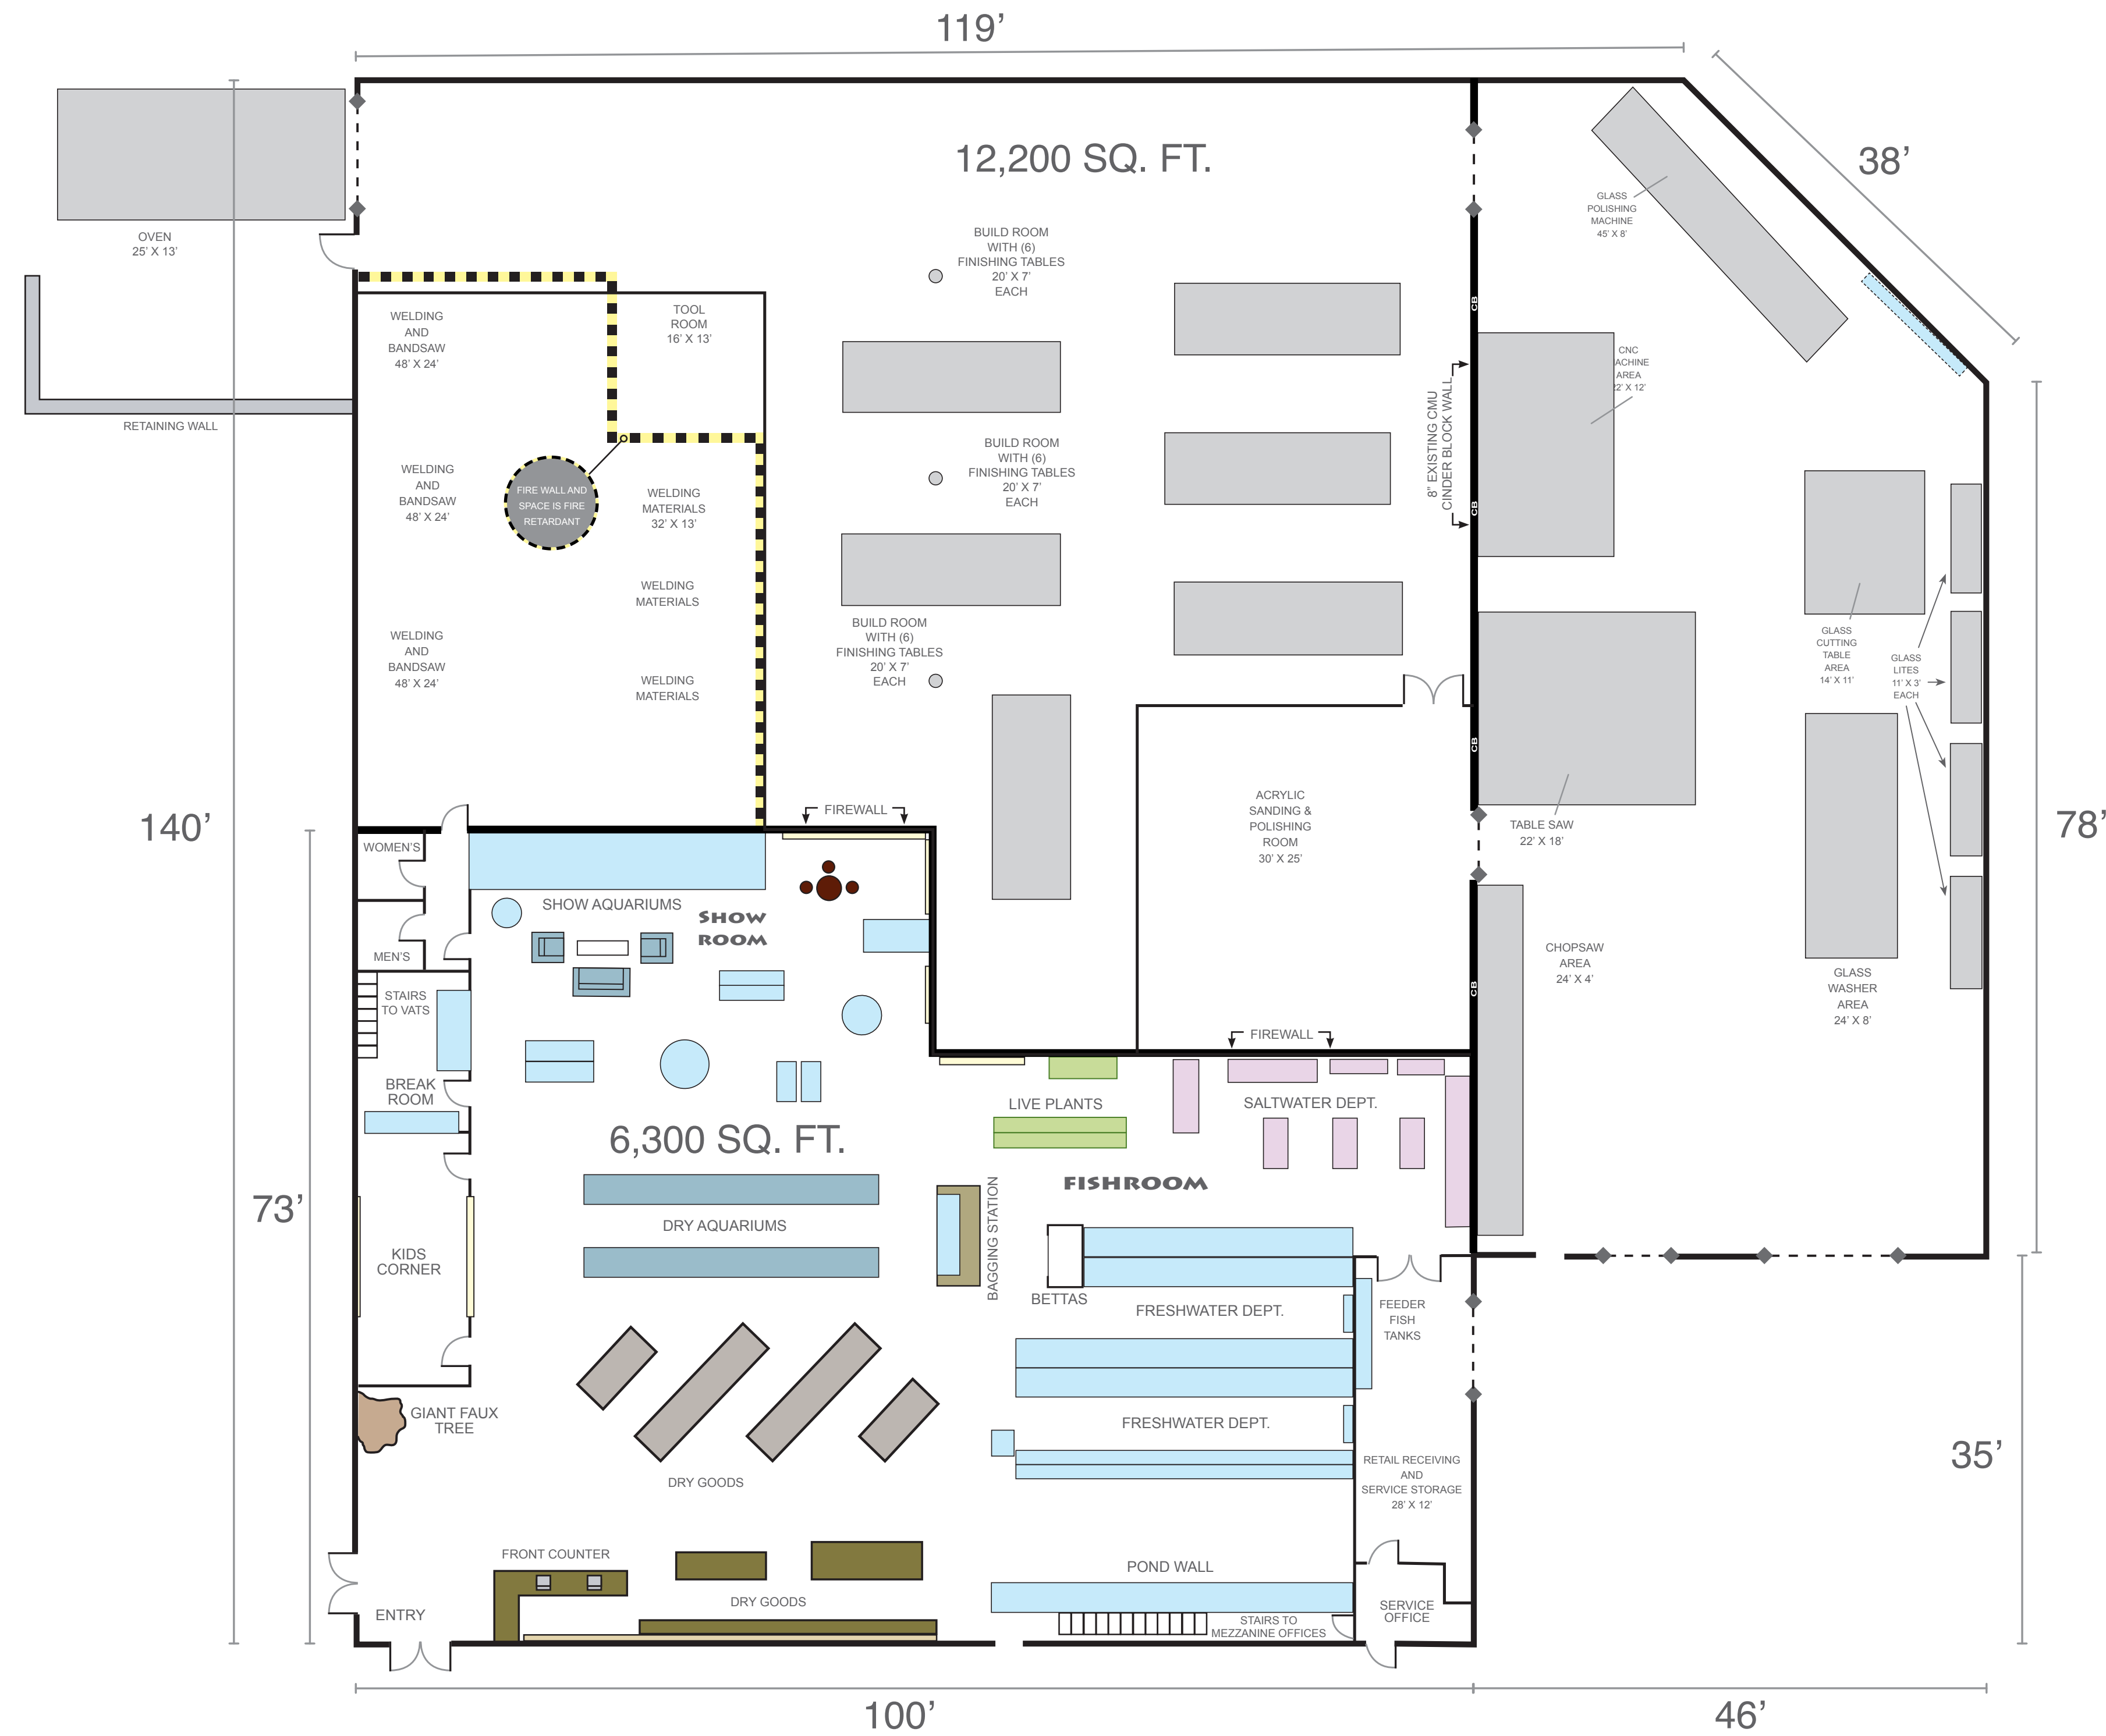 119’
38’
12,200 SQ. FT.
OVEN
25’ X 13’
RETAINING WALL
WELDING
AND
BANDSAW
48’ X 24’
TOOL
ROOM
16’ X 13’
BUILD ROOM
WITH (6)
FINISHING TABLES
20’ X 7’
EACH
GLASS
POLISHING
MACHINE
45’ X 8’
CB
CNC
ACHINE
AREA
2’ X 12’
8” EXISTING CMU
CINDER BLOCK WALL
WELDING
AND
BANDSAW
48’ X 24’
FIRE WALL AND
SPACE IS FIRE
RETARDANT
WELDING
MATERIALS
32’ X 13’
BUILD ROOM
WITH (6)
FINISHING TABLES
20’ X 7’
EACH
CB
WELDING
MATERIALS
WELDING
AND
BANDSAW
48’ X 24’
WELDING
MATERIALS
BUILD ROOM
WITH (6)
FINISHING TABLES
20’ X 7’
EACH
GLASS
CUTTING
TABLE
AREA
14’ X 11’
GLASS
LITES
11’ X 3’
EACH
CB
140’
FIREWALL
ACRYLIC
SANDING &
POLISHING
ROOM
30’ X 25’
TABLE SAW
22’ X 18’
78’
WOMEN’S
MEN’S
SHOW AQUARIUMS
SHOW
ROOM
CHOPSAW
AREA
24’ X 4’
GLASS
WASHER
AREA
24’ X 8’
CB
STAIRS
TO VATS
FIREWALL
BREAK
ROOM
LIVE PLANTS
SALTWATER DEPT.
6,300 SQ. FT.
FISHROOM
73’
DRY AQUARIUMS
BAGGING STATION
KIDS
CORNER
BETTAS
FRESHWATER DEPT.
FEEDER
FISH
TANKS
GIANT FAUX
TREE
FRESHWATER DEPT.
DRY GOODS
RETAIL RECEIVING
AND
SERVICE STORAGE
28’ X 12’
35’
FRONT COUNTER
POND WALL
DRY GOODS
ENTRY
STAIRS TO
MEZZANINE OFFICES
SERVICE
OFFICE
100’
46’